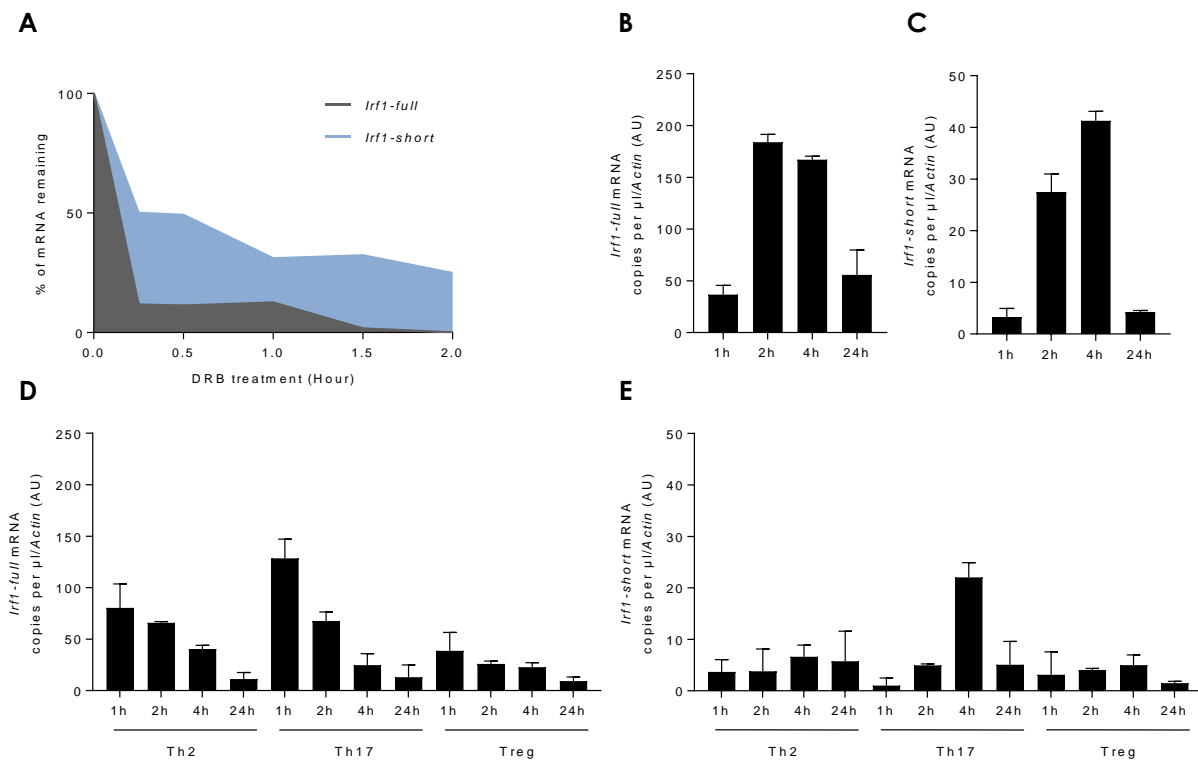 A
100
50
0
% of mRNA remaining
Irf1-full
Irf1-short
0.0 0.5 1.0 1.5 2.0
DRB treatment (Hour)
B
250
200
150
100
50
0
Irf1-full mRNA
copies per µl/Actin (AU)
1h 2h 4h 24h
C
50
40
30
20
10
0
Irf1-short mRNA
copies per µl/Actin (AU)
1h 2h 4h 24h
D
250
200
150
100
50
0
Irf1-full mRNA
copies per µl/Actin (AU)
1h 2h 4h 24h 1h 2h 4h 24h 1h 2h 4h 24h
Th2 Th17 Treg
E
50
40
30
20
10
0
Irf1-short mRNA
copies per µl/Actin (AU)
1h 2h 4h 24h 1h 2h 4h 24h 1h 2h 4h 24h
Th2 Th17 Treg